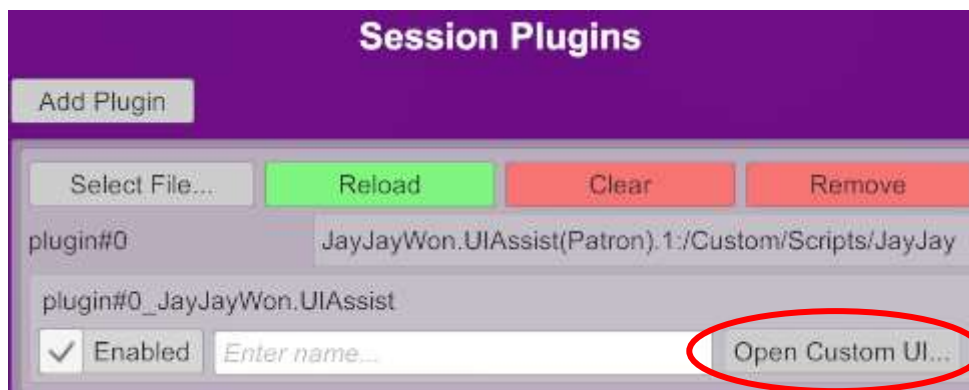 Session Plugins
Add Plugin
Select File... Reload Clear Remove
plugin#0 JayJayWon.UIAssist(Patron).1:/Custom/Scripts/JayJay
plugin#0_JayJayWon.UIAssist
Enabled Enter name... Open Custom UI...